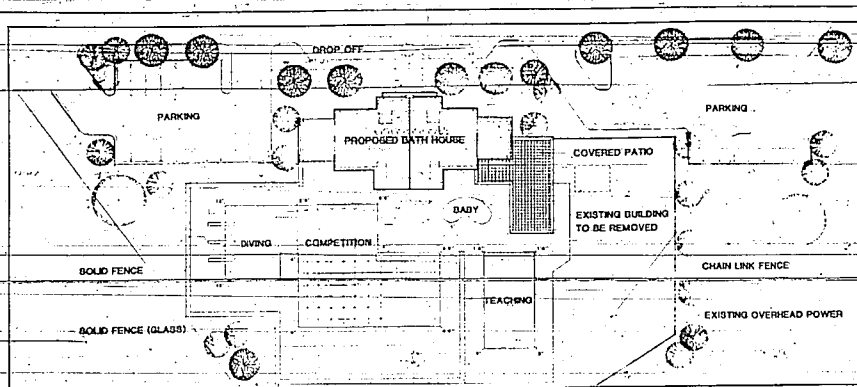 DROP OFF
PARKING
PARKING
PROPOSED BATH HOUSE
COVERED PATIO
BABY
EXISTING BUILDING
TO BE REMOVED
DIVING
COMPETITION
SOLID FENCE
CHAIN LINK FENCE
TEACHING
EXISTING OVERHEAD POWER
SOLID FENCE (GLASS)